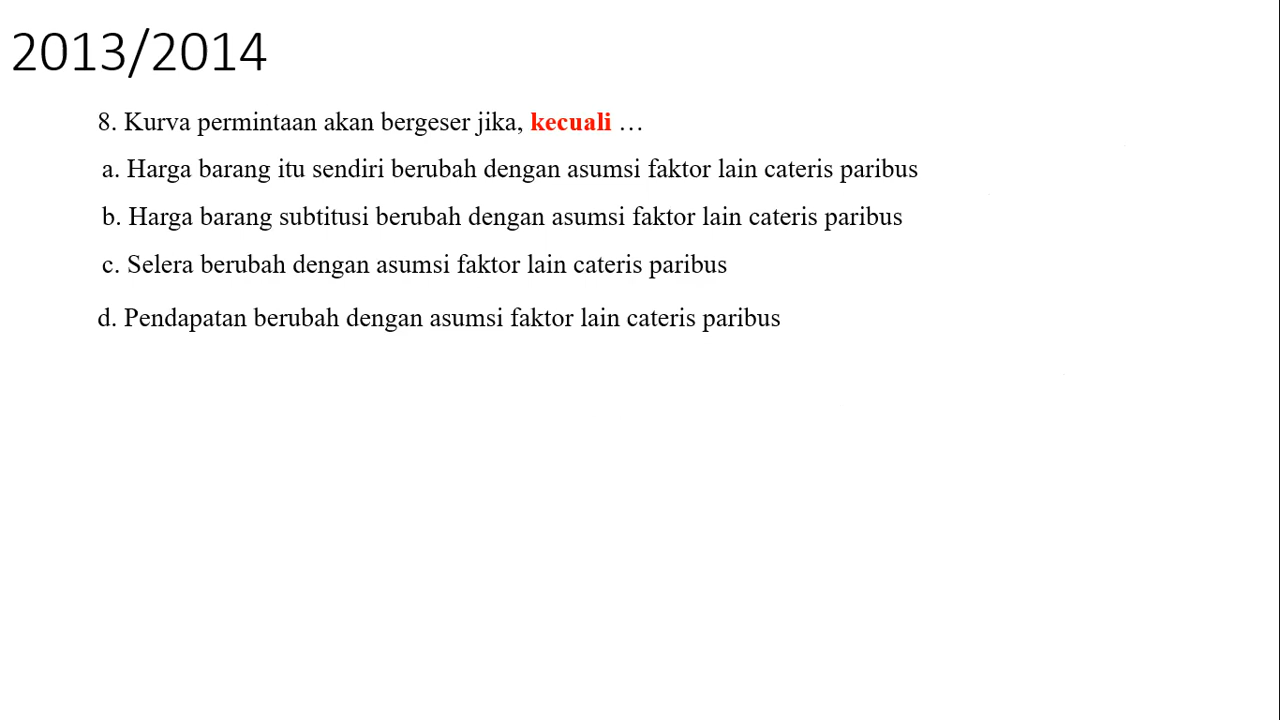 2013/2014
8. Kurva permintaan akan bergeser jika, kecuali …
a. Harga barang itu sendiri berubah dengan asumsi faktor lain cateris paribus
b. Harga barang subtitusi berubah dengan asumsi faktor lain cateris paribus
c. Selera berubah dengan asumsi faktor lain cateris paribus
d. Pendapatan berubah dengan asumsi faktor lain cateris paribus